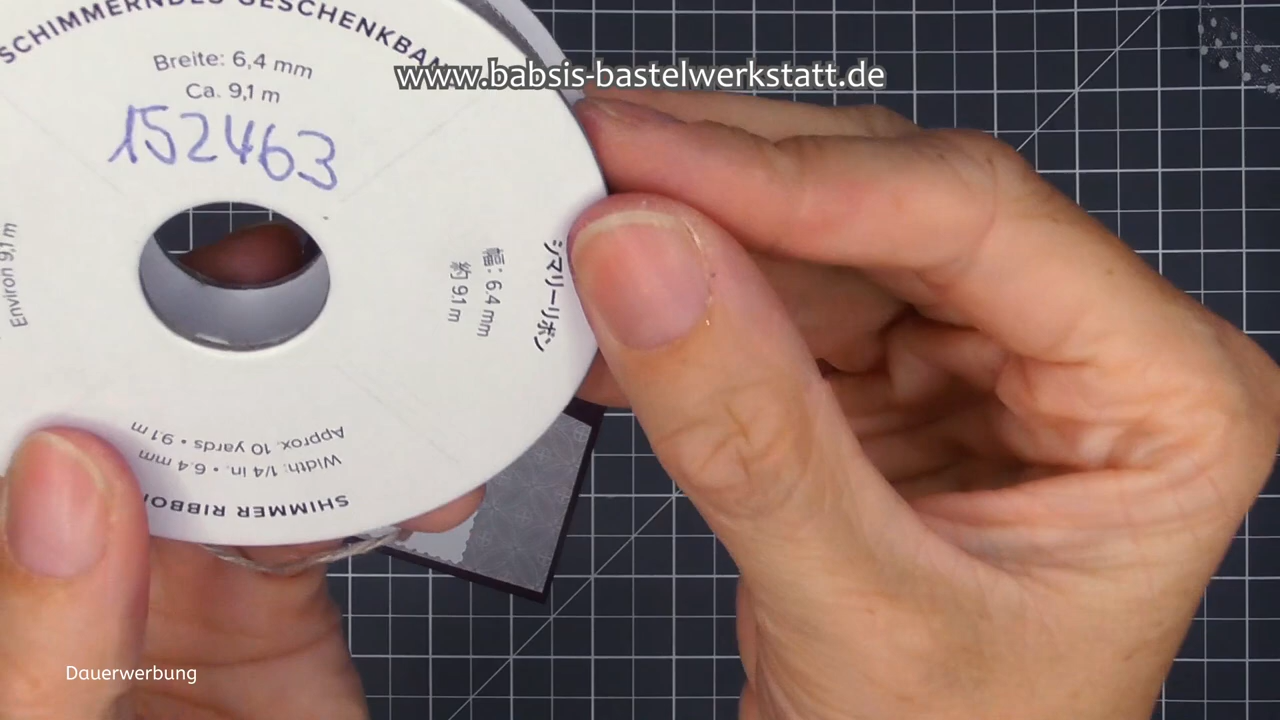 SCHIMMERNDES GESCHENKBAN
www.babsis-bastelwerkstatt.de
Breite: 6,4 mm
Ca. 9,1 m
152463
Environ 9,1 m
シマリーリボン
幅: 6.4 mm
約 9.1 m
SHIMMER RIBBO
Width: 1/4 in. • 6.4 mm
Approx. 10 yards • 9.1 m
Dauerwerbung